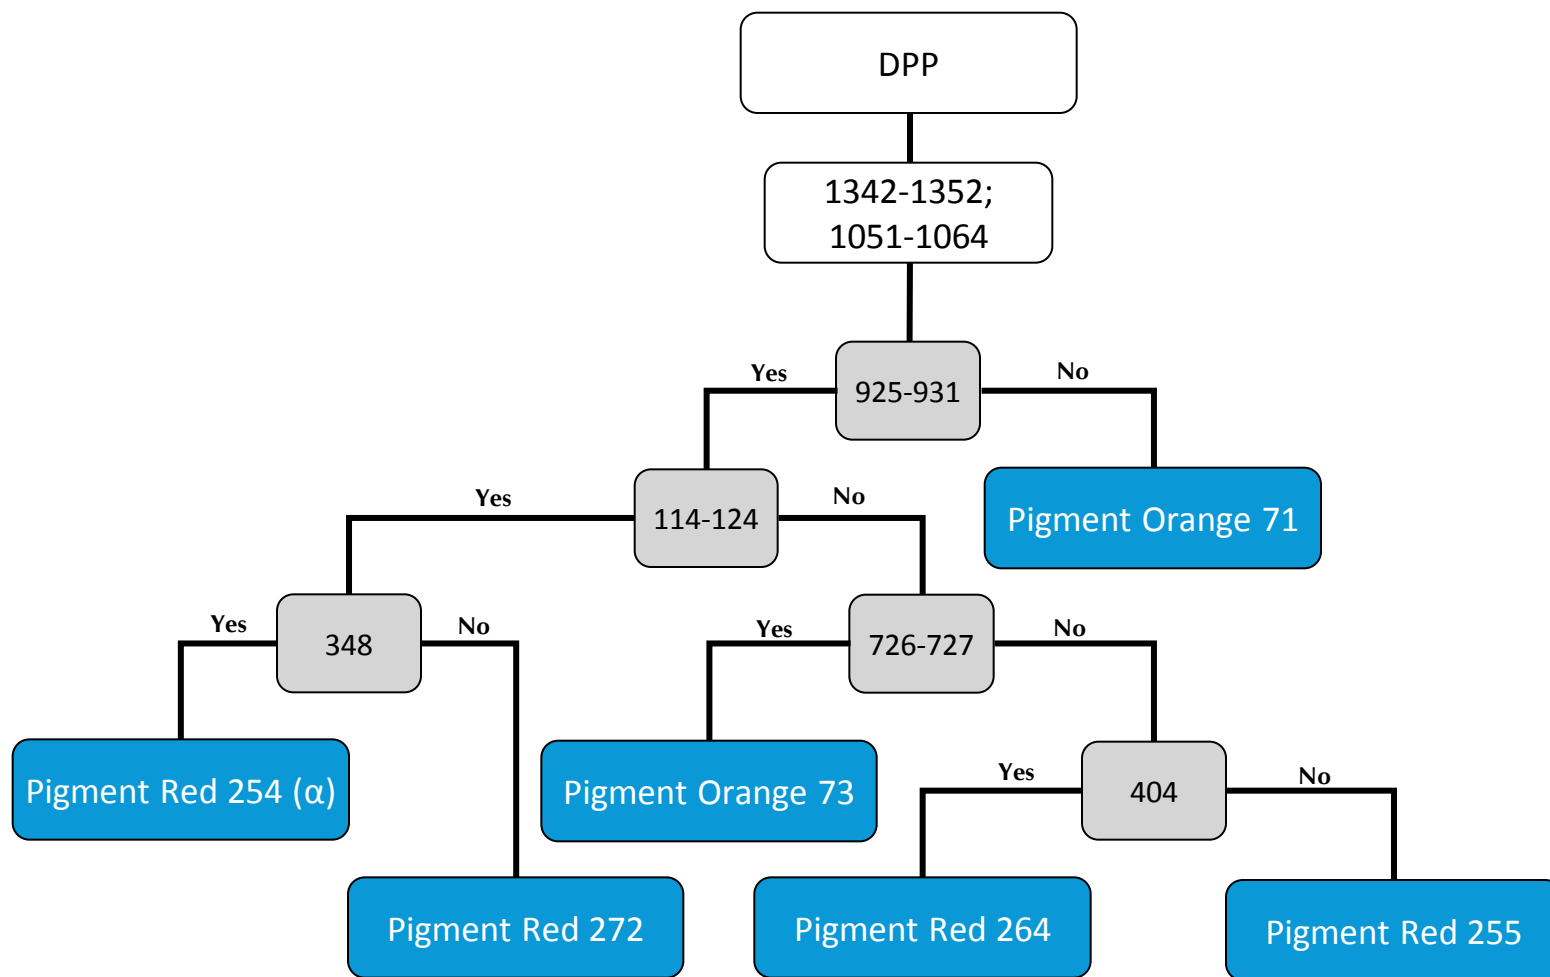 DPP
1342-1352;
1051-1064
Yes
925-931
No
Yes
114-124
No
Pigment Orange 71
Yes
348
No
Yes
726-727
No
Pigment Red 254 (α)
Pigment Orange 73
Yes
404
No
Pigment Red 272
Pigment Red 264
Pigment Red 255